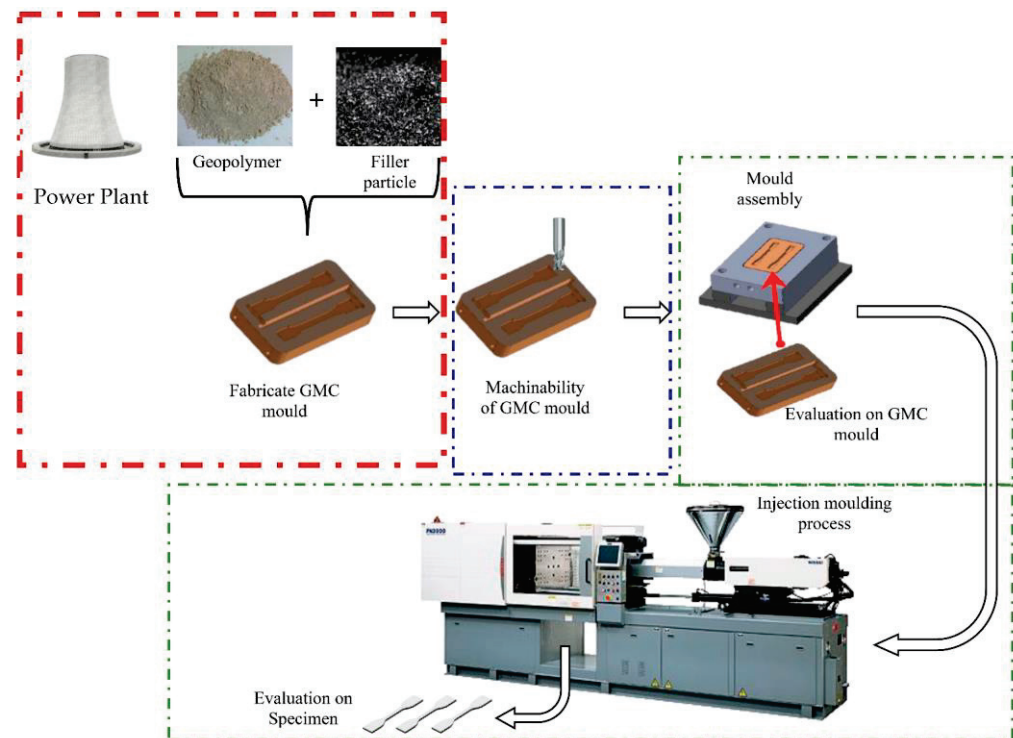 Power Plant
Geopolymer
+
Filler
particle
Fabricate GMC
mould
Machinability
of GMC mould
Mould
assembly
Evaluation on GMC
mould
Injection moulding
process
Evaluation on
Specimen